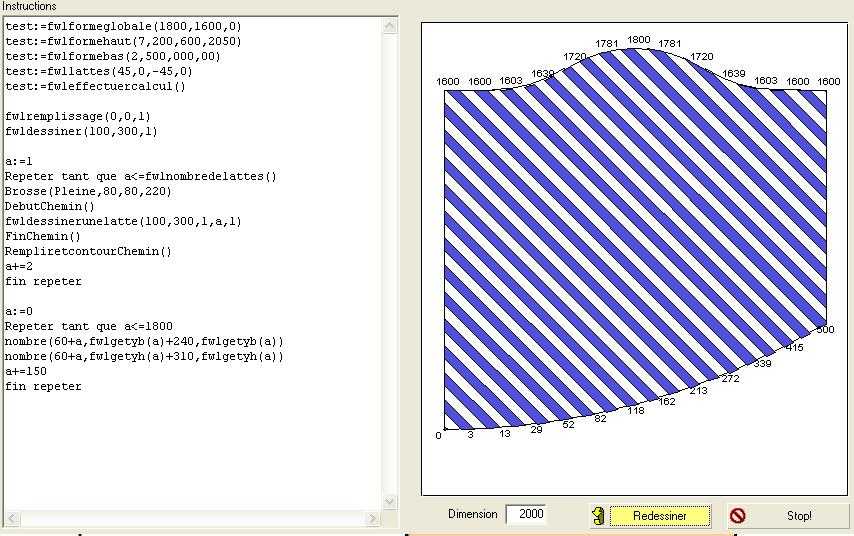 Instructions
test:=fwlformeglobale(1800,1600,0)
test:=fwlformehaut(7,200,600,2050)
test:=fwlformebas(2,500,000,00)
test:=fwllattes(45,0,-45,0)
test:=fwleffectuercalcul()
fwlremplissage(0,0,1)
fwldessiner(100,300,1)
a:=1
Repeter tant que a<=fwlnombredelattes()
Brosse(Pleine,80,80,220)
DebutChemin()
fwldessinerunelatte(100,300,1,a,1)
FinChemin()
RempliretcontourChemin()
a+=2
fin repeter
a:=0
Repeter tant que a<=1800
nombre(60+a,fwlgetyb(a)+240,fwlgetyb(a))
nombre(60+a,fwlgetyh(a)+310,fwlgetyh(a))
a+=150
fin repeter
1600 1600 1603 1639 1720 1781 1800 1781 1720 1639 1603 1600 1600
0 3 13 29 52 82 118 162 213 272 339 415 500
Dimension 2000 Redessiner Stop!